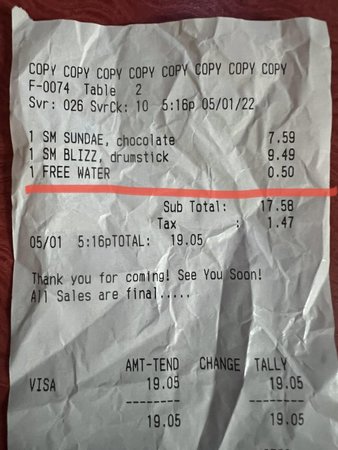 COPY COPY COPY COPY COPY COPY COPY COPY
F-0074 Table 2
Svr: 026 SvrCk: 10 5:16p 05/01/22
1 SM SUNDAE, chocolate 7.59
1 SM BLIZZ, drumstick 9.49
1 FREE WATER 0.50
Sub Total: 17.58
Tax : 1.47
05/01 5:16pTOTAL: 19.05
Thank you for coming! See You Soon!
All Sales are final.....
AMT-TEND CHANGE TALLY
VISA 19.05 19.05
-------- --------
19.05 19.05